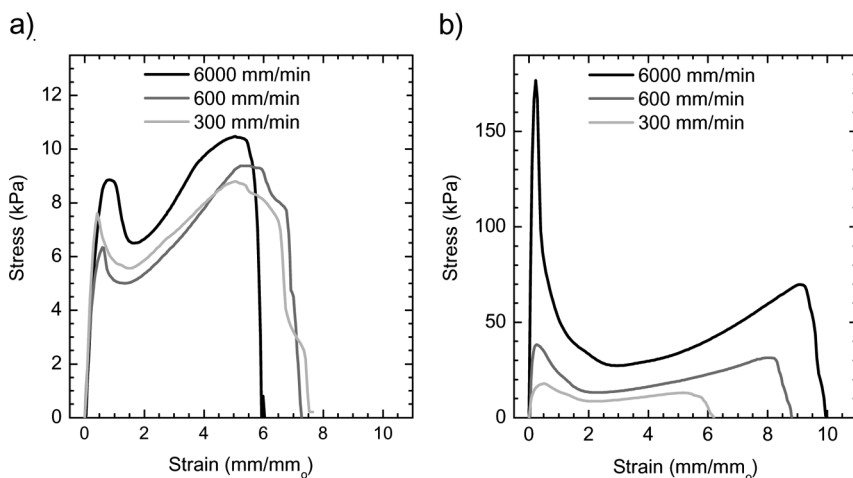 a)
b)
6000 mm/min
600 mm/min
300 mm/min
Stress (kPa)
12
10
8
6
4
2
0
0 2 4 6 8 10
Strain (mm/mmₒ)
6000 mm/min
600 mm/min
300 mm/min
Stress (kPa)
150
100
50
0
0 2 4 6 8 10
Strain (mm/mmₒ)